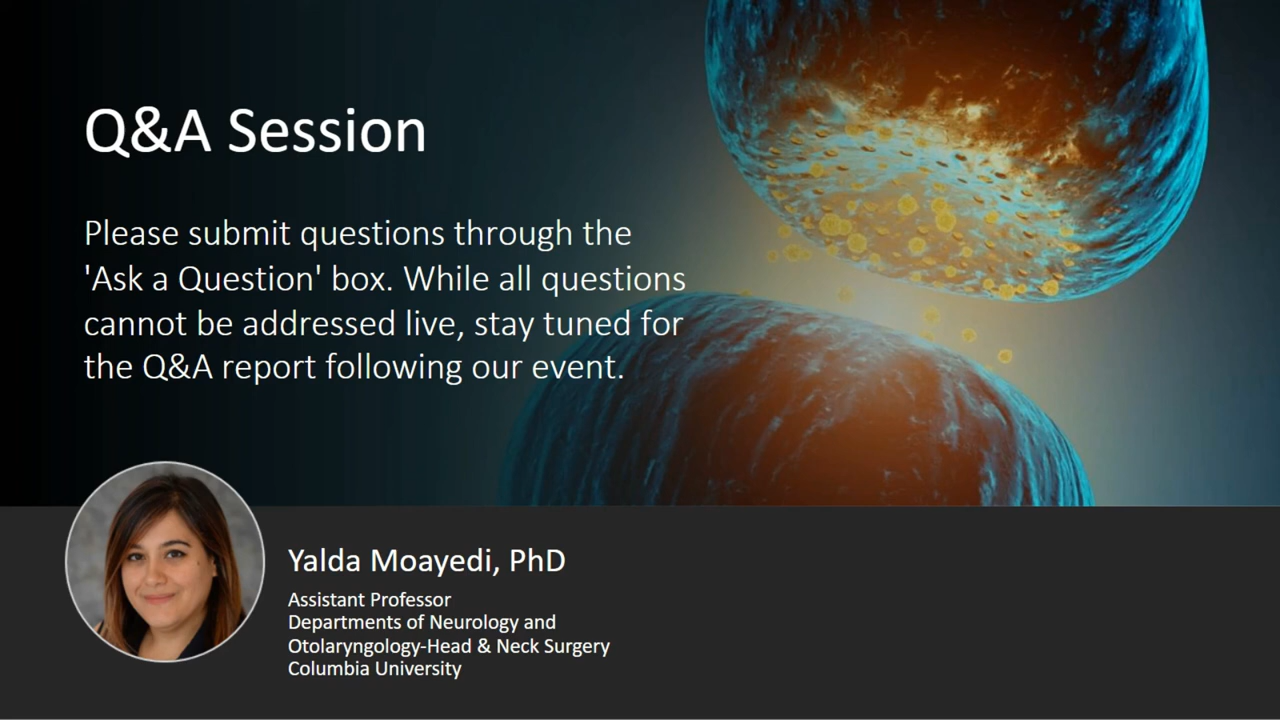 Q&A Session
Please submit questions through the
'Ask a Question' box. While all questions
cannot be addressed live, stay tuned for
the Q&A report following our event.
Yalda Moayedi, PhD
Assistant Professor
Departments of Neurology and
Otolaryngology-Head & Neck Surgery
Columbia University